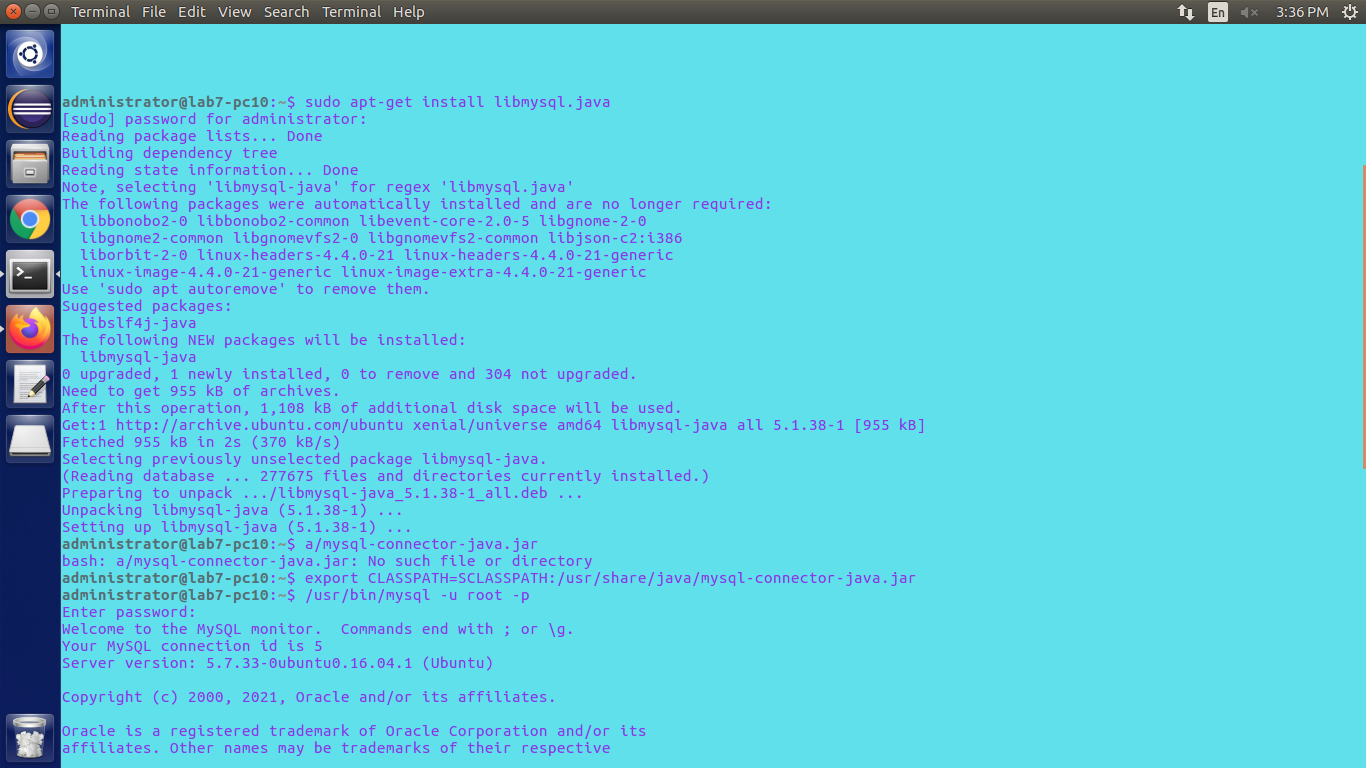 Terminal File Edit View Search Terminal Help En 3:36 PM
administrator@lab7-pc10:~$ sudo apt-get install libmysql.java
[sudo] password for administrator:
Reading package lists... Done
Building dependency tree
Reading state information... Done
Note, selecting 'libmysql-java' for regex 'libmysql.java'
The following packages were automatically installed and are no longer required:
  libbonobo2-0 libbonobo2-common libevent-core-2.0-5 libgnome-2-0
  libgnome2-common libgnomevfs2-0 libgnomevfs2-common libjson-c2:i386
  liborbit-2-0 linux-headers-4.4.0-21 linux-headers-4.4.0-21-generic
  linux-image-4.4.0-21-generic linux-image-extra-4.4.0-21-generic
Use 'sudo apt autoremove' to remove them.
Suggested packages:
  libslf4j-java
The following NEW packages will be installed:
  libmysql-java
0 upgraded, 1 newly installed, 0 to remove and 304 not upgraded.
Need to get 955 kB of archives.
After this operation, 1,108 kB of additional disk space will be used.
Get:1 http://archive.ubuntu.com/ubuntu xenial/universe amd64 libmysql-java all 5.1.38-1 [955 kB]
Fetched 955 kB in 2s (370 kB/s)
Selecting previously unselected package libmysql-java.
(Reading database ... 277675 files and directories currently installed.)
Preparing to unpack .../libmysql-java_5.1.38-1_all.deb ...
Unpacking libmysql-java (5.1.38-1) ...
Setting up libmysql-java (5.1.38-1) ...
administrator@lab7-pc10:~$ a/mysql-connector-java.jar
bash: a/mysql-connector-java.jar: No such file or directory
administrator@lab7-pc10:~$ export CLASSPATH=SCLASSPATH:/usr/share/java/mysql-connector-java.jar
administrator@lab7-pc10:~$ /usr/bin/mysql -u root -p
Enter password:
Welcome to the MySQL monitor.  Commands end with ; or \g.
Your MySQL connection id is 5
Server version: 5.7.33-0ubuntu0.16.04.1 (Ubuntu)
Copyright (c) 2000, 2021, Oracle and/or its affiliates.
Oracle is a registered trademark of Oracle Corporation and/or its
affiliates. Other names may be trademarks of their respective